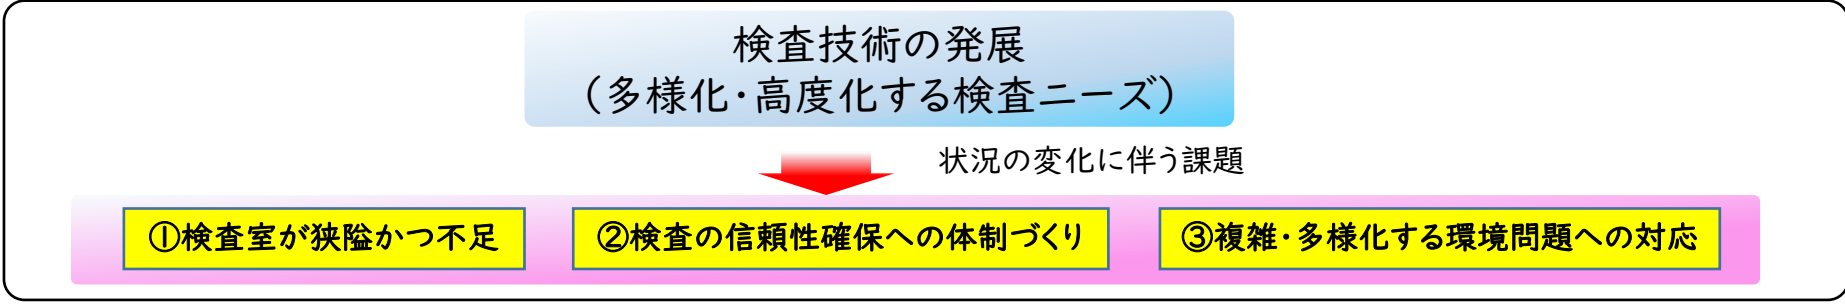 検査技術の発展
（多様化・高度化する検査ニーズ）
状況の変化に伴う課題
①検査室が狭隘かつ不足
②検査の信頼性確保への体制づくり
③複雑・多様化する環境問題への対応